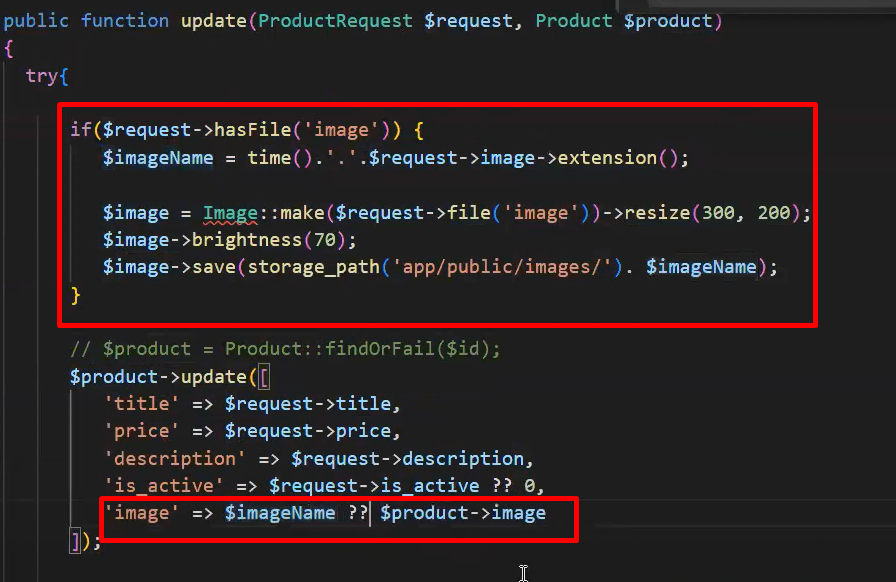 public function update(ProductRequest $request, Product $product)
{
try{
if($request->hasFile('image')) {
$imageName = time().'.'.$request->image->extension();
$image = Image::make($request->file('image'))->resize(300, 200);
$image->brightness(70);
$image->save(storage_path('app/public/images/'). $imageName);
}
// $product = Product::findOrFail($id);
$product->update([
'title' => $request->title,
'price' => $request->price,
'description' => $request->description,
'is_active' => $request->is_active ?? 0,
'image' => $imageName ?? $product->image
]);